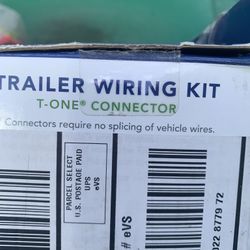 TRAILER WIRING KIT
T-ONE® CONNECTOR
Connectors require no splicing of vehicle wires.
PARCEL SELECT
U.S. POSTAGE PAID
UPS
eVS
# eVS
022 8779 72